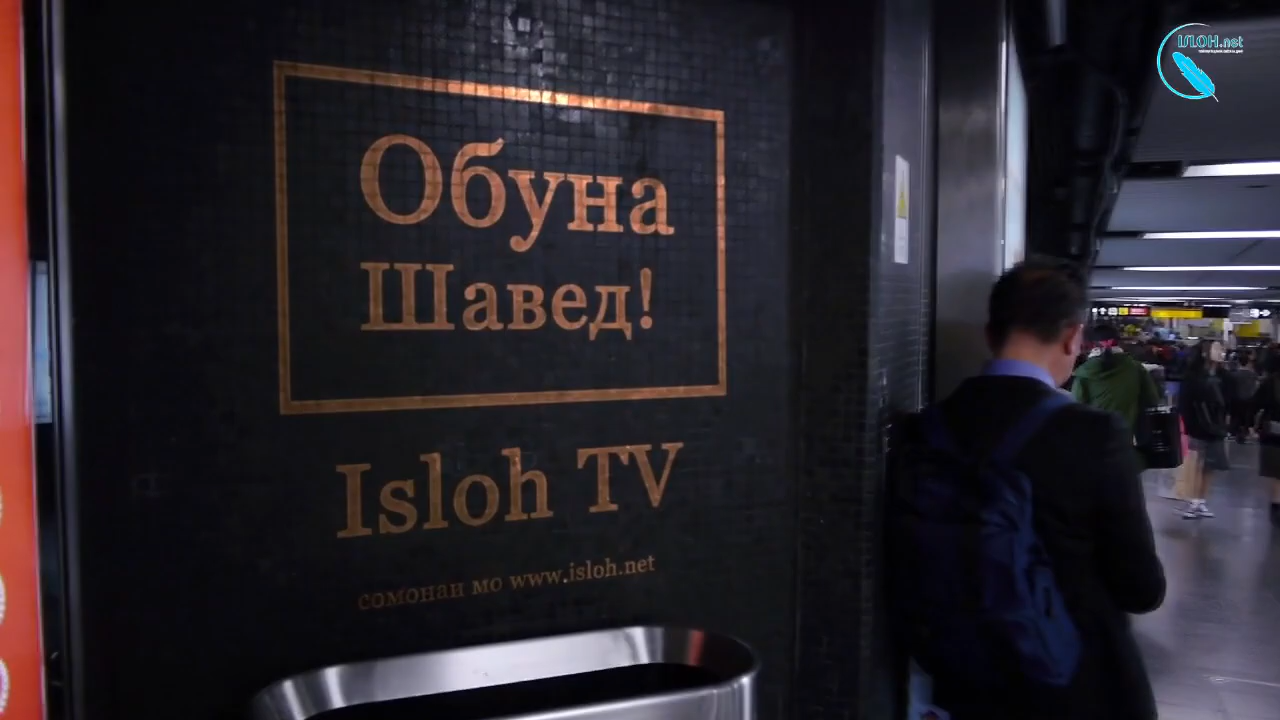 Обуна
Шавед!
Isloh TV
сомонаи мо www.isloh.net
ISLOH.net